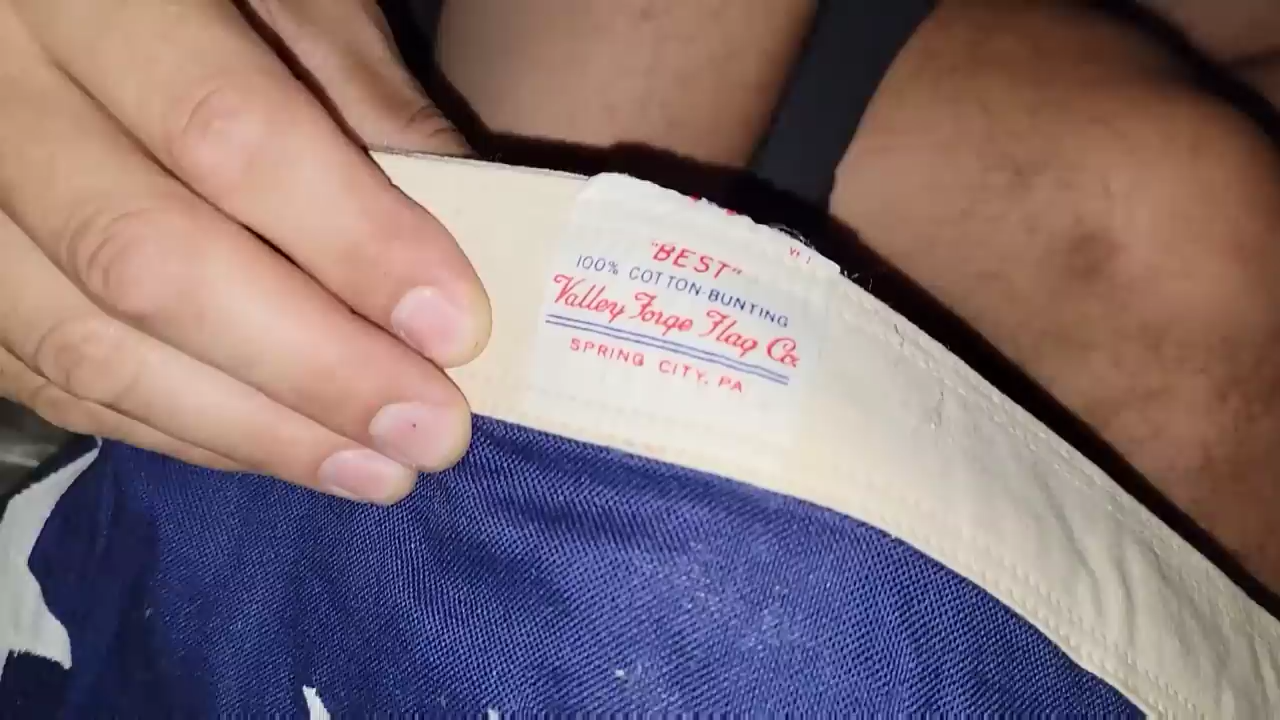 "BEST"
100% COTTON-BUNTING
Valley Forge Flag Co.
SPRING CITY, PA